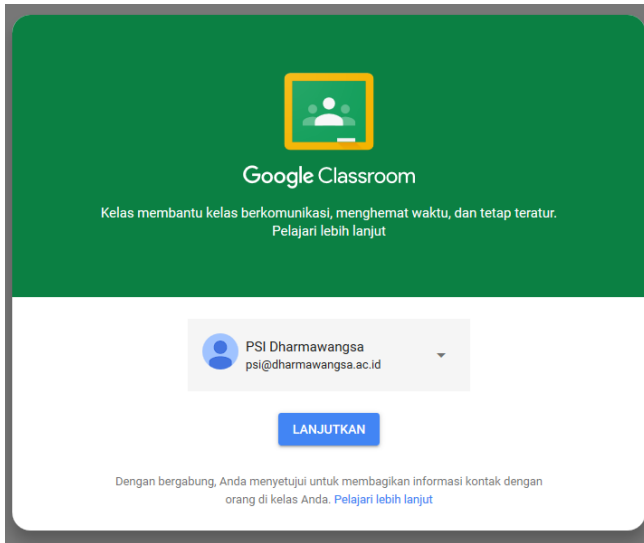 Google Classroom
Kelas membantu kelas berkomunikasi, menghemat waktu, dan tetap teratur.
Pelajari lebih lanjut
PSI Dharmawangsa
psi@dharmawangsa.ac.id
LANJUTKAN
Dengan bergabung, Anda menyetujui untuk membagikan informasi kontak dengan
orang di kelas Anda. Pelajari lebih lanjut